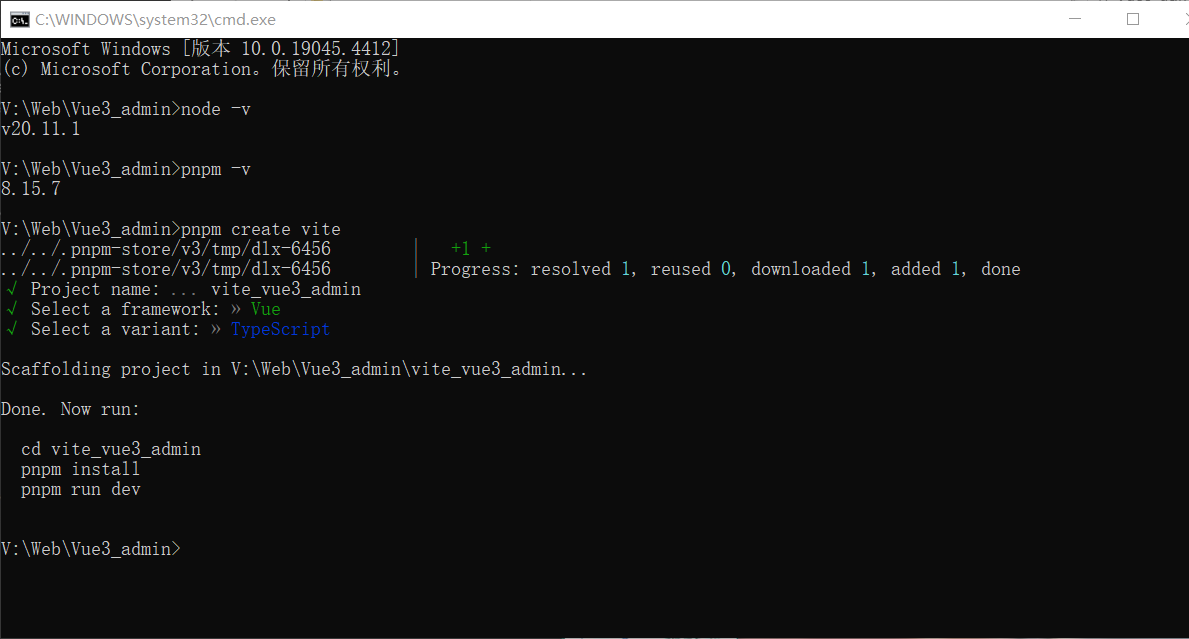 C:\WINDOWS\system32\cmd.exe
Microsoft Windows [版本 10.0.19045.4412]
(c) Microsoft Corporation。保留所有权利。
V:\Web\Vue3_admin>node -v
v20.11.1
V:\Web\Vue3_admin>pnpm -v
8.15.7
V:\Web\Vue3_admin>pnpm create vite
../../.pnpm-store/v3/tmp/dlx-6456 | +1 +
../../.pnpm-store/v3/tmp/dlx-6456 | Progress: resolved 1, reused 0, downloaded 1, added 1, done
√ Project name: ... vite_vue3_admin
√ Select a framework: » Vue
√ Select a variant: » TypeScript
Scaffolding project in V:\Web\Vue3_admin\vite_vue3_admin...
Done. Now run:
cd vite_vue3_admin
pnpm install
pnpm run dev
V:\Web\Vue3_admin>